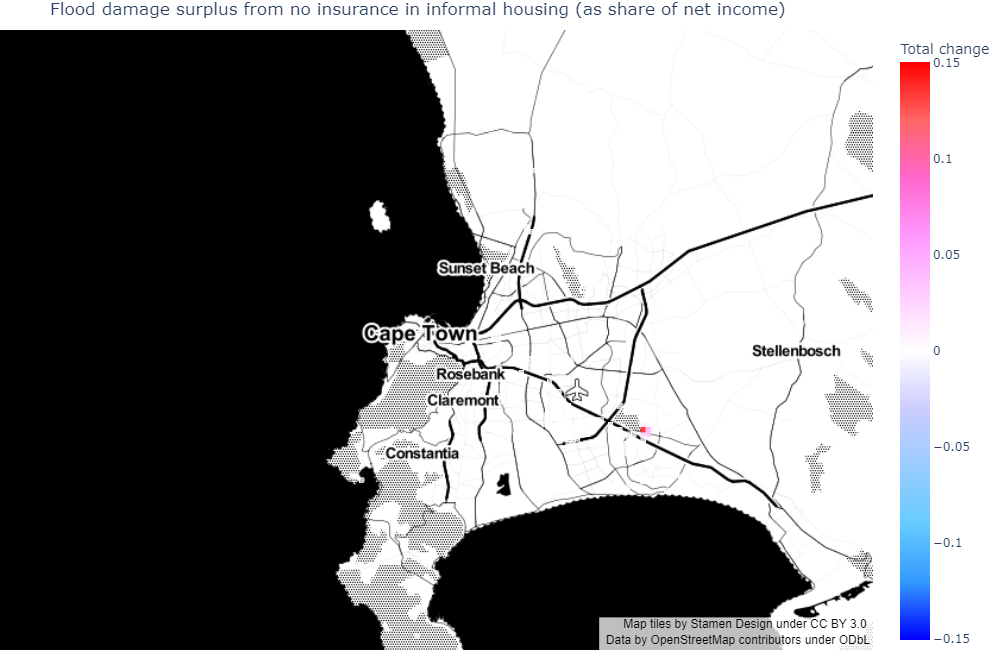 Flood damage surplus from no insurance in informal housing (as share of net income)
Total change
0.15
0.1
0.05
0
−0.05
−0.1
−0.15
Sunset Beach
Cape Town
Stellenbosch
Rosebank
Claremont
Constantia
Map tiles by Stamen Design under CC BY 3.0
Data by OpenStreetMap contributors under ODbL